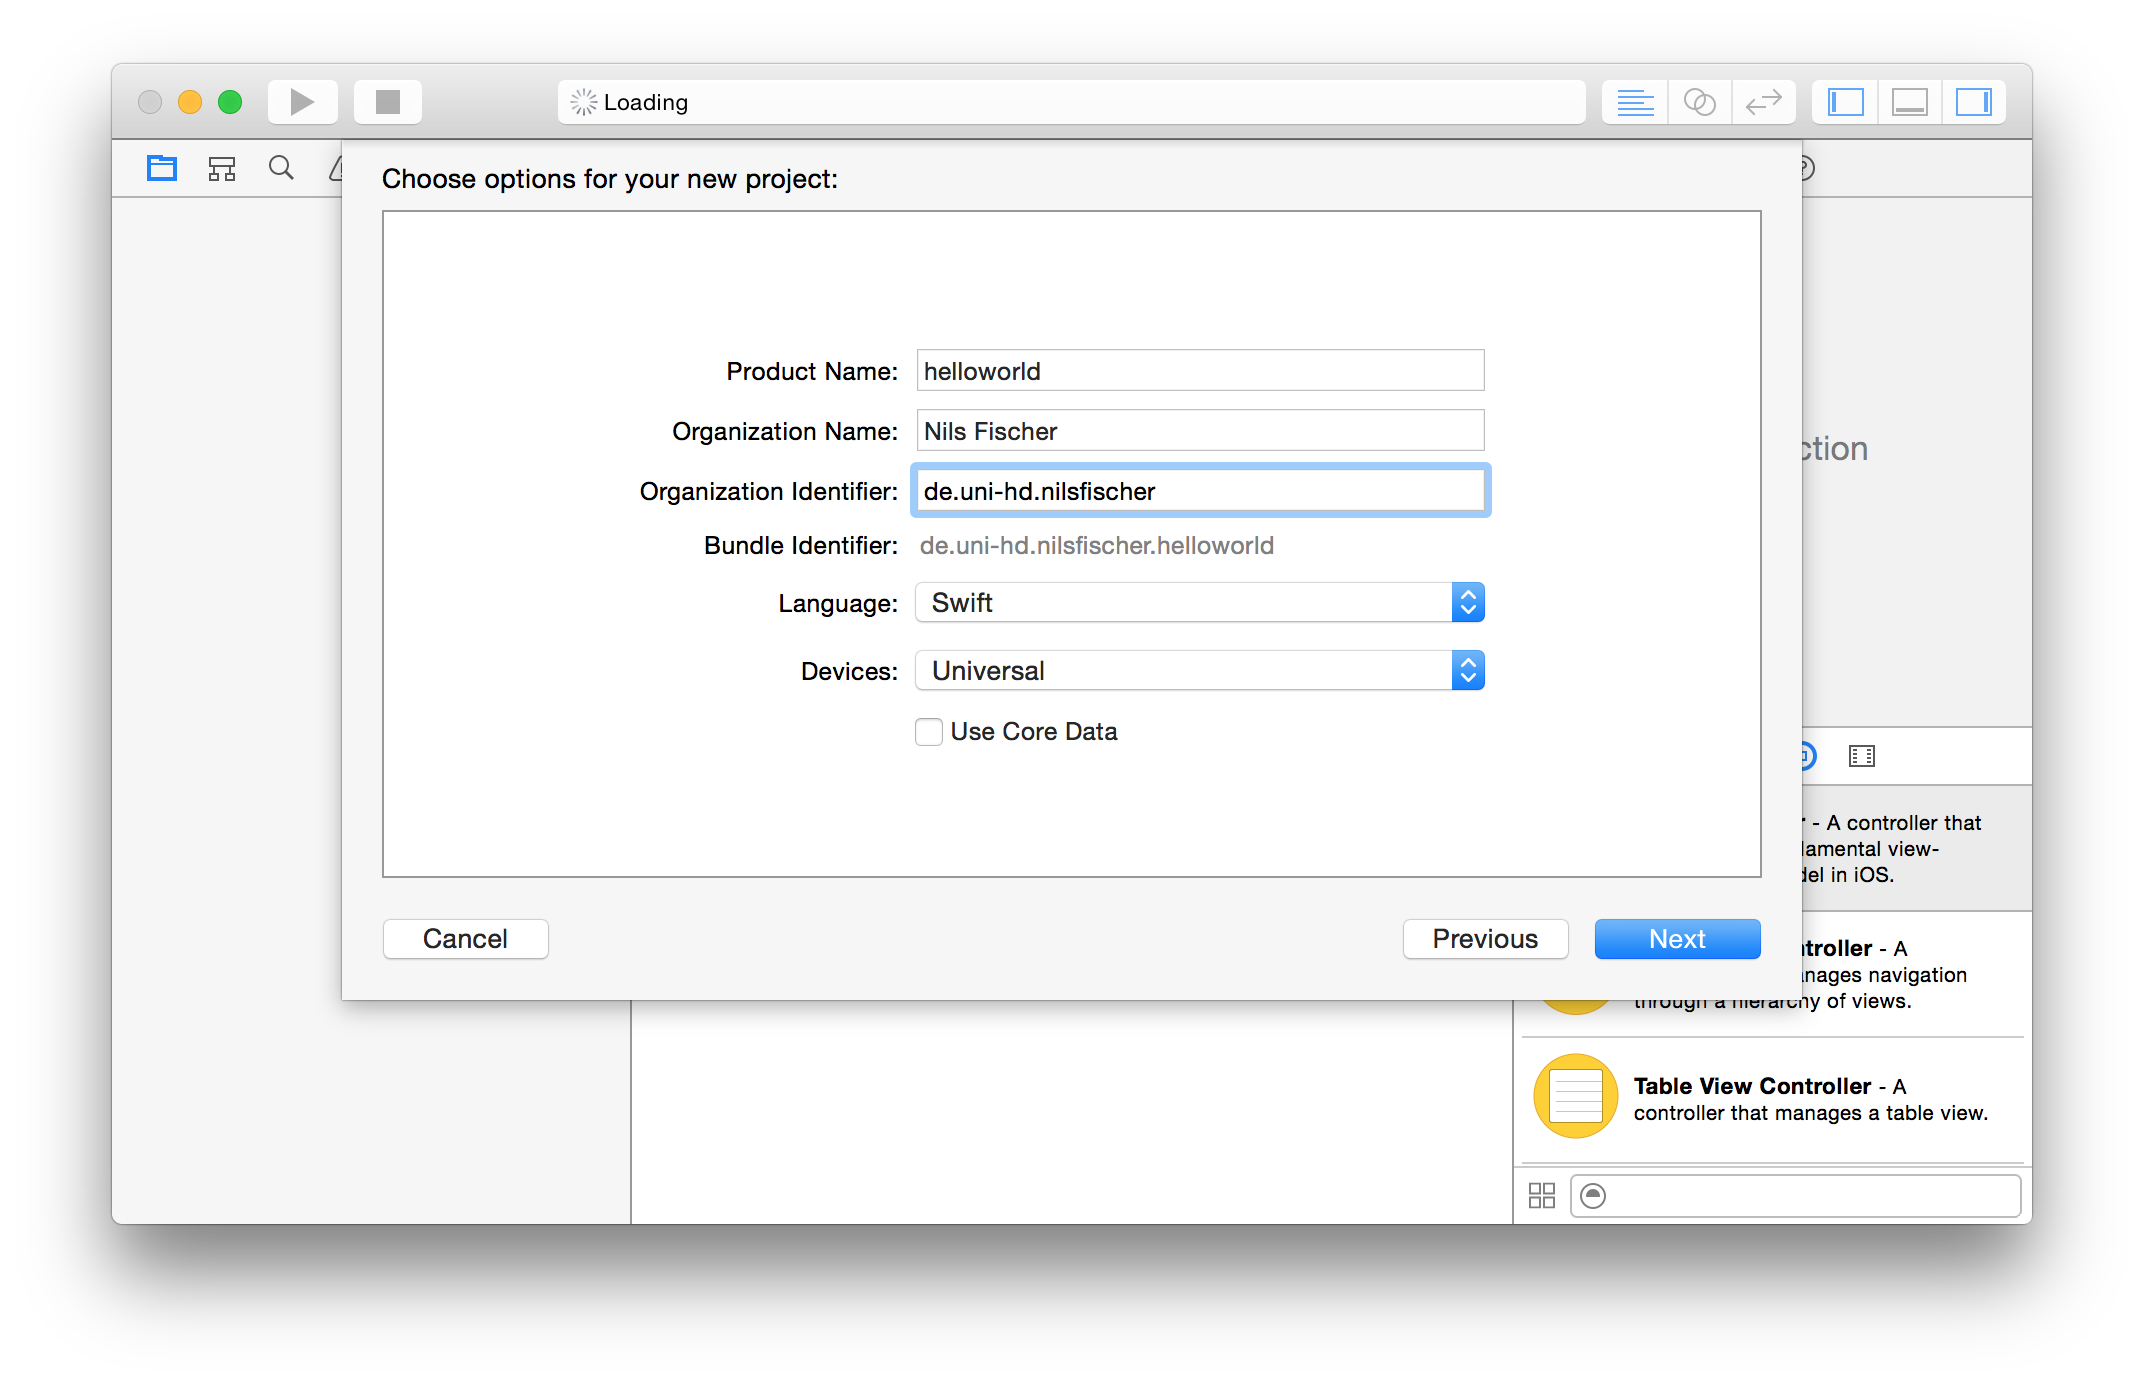 Loading
Choose options for your new project:
Product Name: helloworld
Organization Name: Nils Fischer
Organization Identifier: de.uni-hd.nilsfischer
Bundle Identifier: de.uni-hd.nilsfischer.helloworld
Language: Swift
Devices: Universal
Use Core Data
Cancel Previous Next
ction
- A controller that
lamental view-
del in iOS.
troller - A
nages navigation
through a hierarchy of views.
Table View Controller - A
controller that manages a table view.